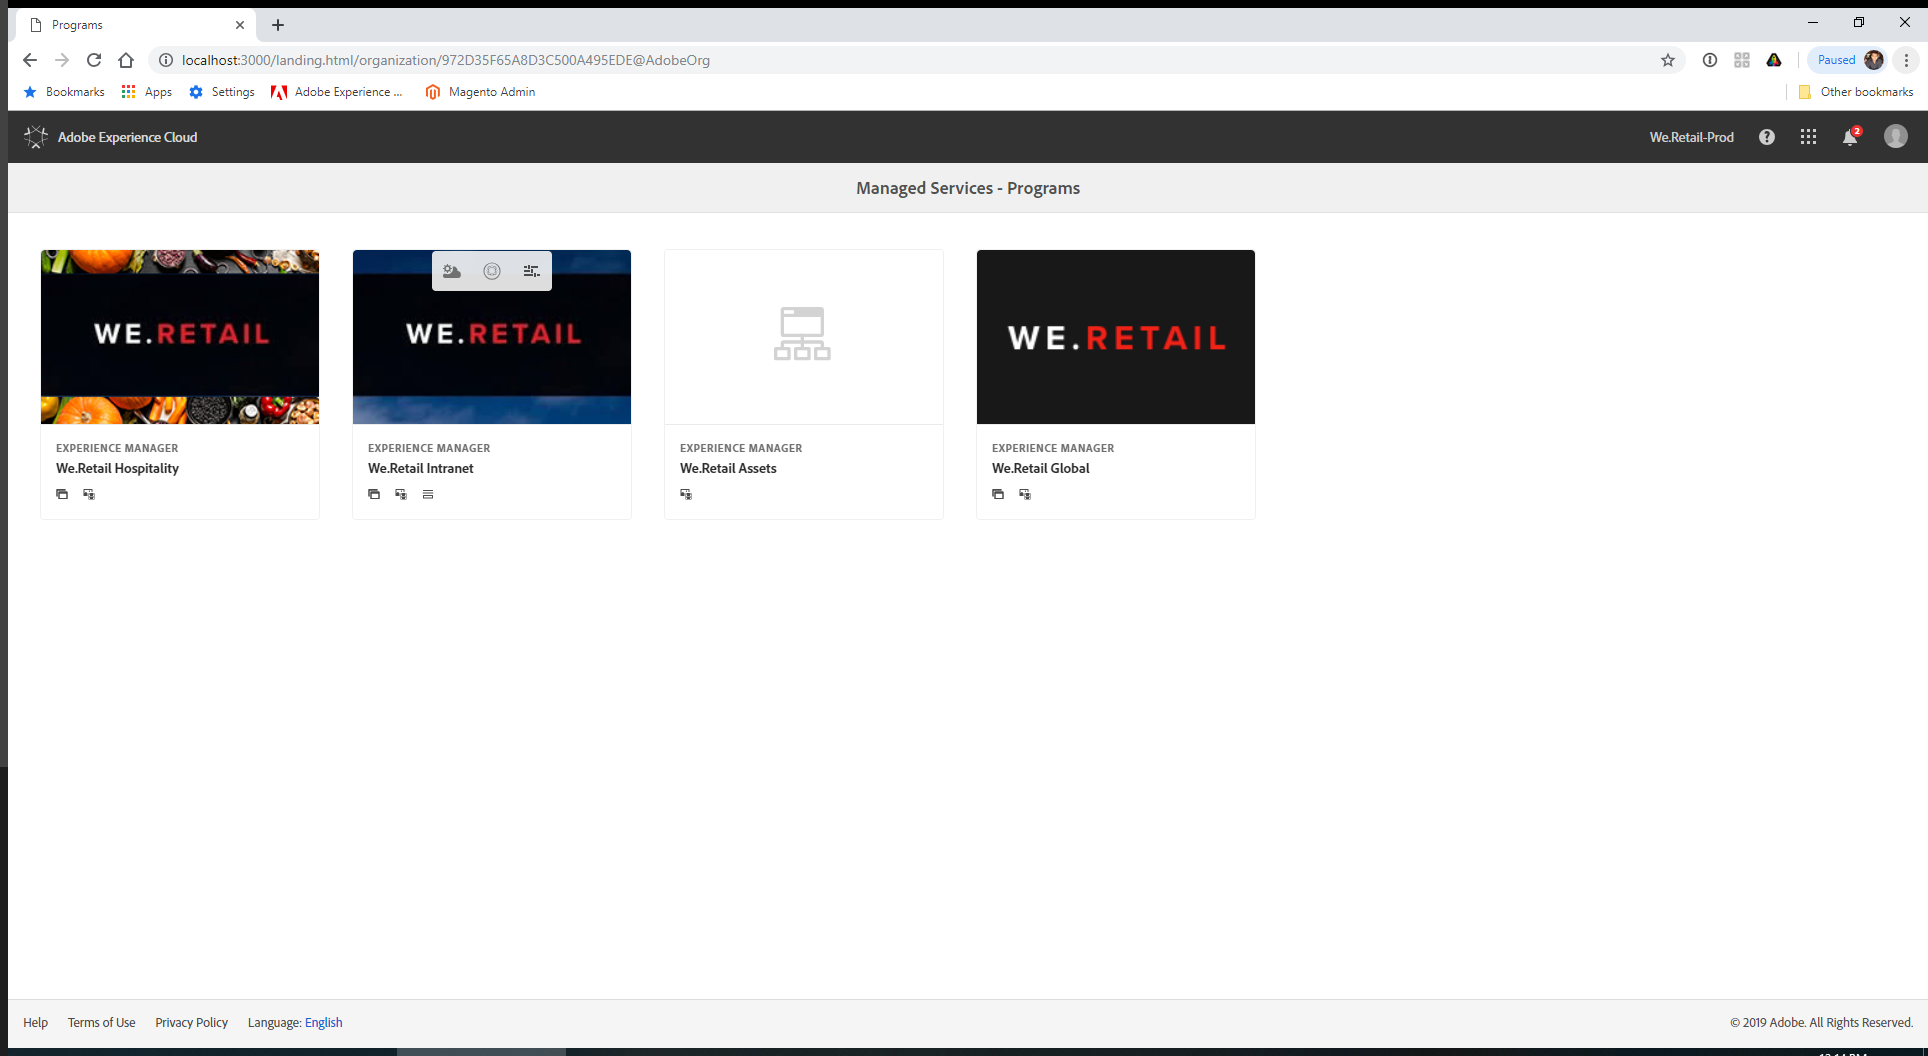 Programs
localhost:3000/landing.html/organization/972D35F65A8D3C500A495EDE@AdobeOrg
Paused
Bookmarks
Apps
Settings
Adobe Experience ...
Magento Admin
Other bookmarks
Adobe Experience Cloud
We.Retail-Prod
2
Managed Services - Programs
WE.RETAIL
EXPERIENCE MANAGER
We.Retail Hospitality
WE.RETAIL
EXPERIENCE MANAGER
We.Retail Intranet
EXPERIENCE MANAGER
We.Retail Assets
WE.RETAIL
EXPERIENCE MANAGER
We.Retail Global
Help
Terms of Use
Privacy Policy
Language: English
© 2019 Adobe. All Rights Reserved.